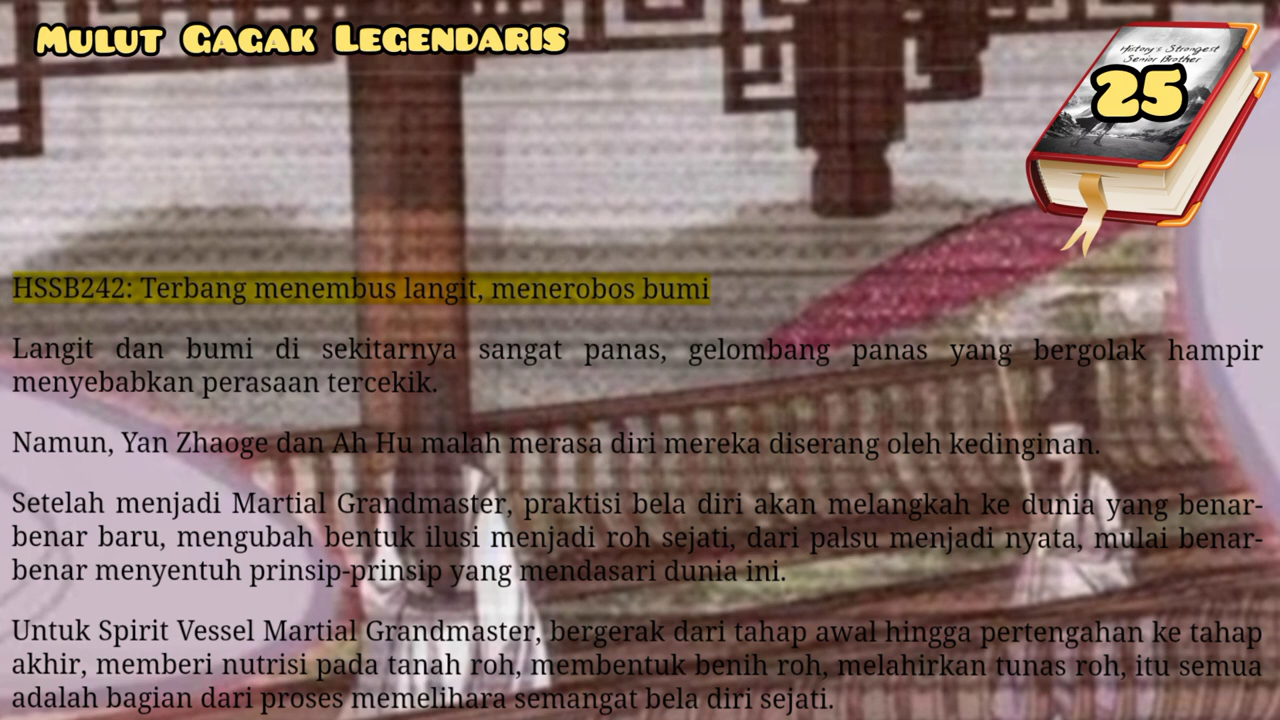 Mulut Gagak Legendaris
History's Strongest
Senior Brother
25
HSSB242: Terbang menembus langit, menerobos bumi
Langit dan bumi di sekitarnya sangat panas, gelombang panas yang bergolak hampir
menyebabkan perasaan tercekik.
Namun, Yan Zhaoge dan Ah Hu malah merasa diri mereka diserang oleh kedinginan.
Setelah menjadi Martial Grandmaster, praktisi bela diri akan melangkah ke dunia yang benar-
benar baru, mengubah bentuk ilusi menjadi roh sejati, dari palsu menjadi nyata, mulai benar-
benar menyentuh prinsip-prinsip yang mendasari dunia ini.
Untuk Spirit Vessel Martial Grandmaster, bergerak dari tahap awal hingga pertengahan ke tahap
akhir, memberi nutrisi pada tanah roh, membentuk benih roh, melahirkan tunas roh, itu semua
adalah bagian dari proses memelihara semangat bela diri sejati.